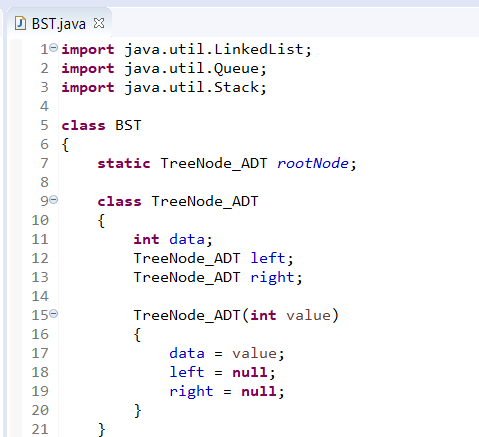 BST.java
1 import java.util.LinkedList;
2 import java.util.Queue;
3 import java.util.Stack;
4
5 class BST
6 {
7     static TreeNode_ADT rootNode;
8
9     class TreeNode_ADT
10     {
11         int data;
12         TreeNode_ADT left;
13         TreeNode_ADT right;
14
15         TreeNode_ADT(int value)
16         {
17             data = value;
18             left = null;
19             right = null;
20         }
21     }